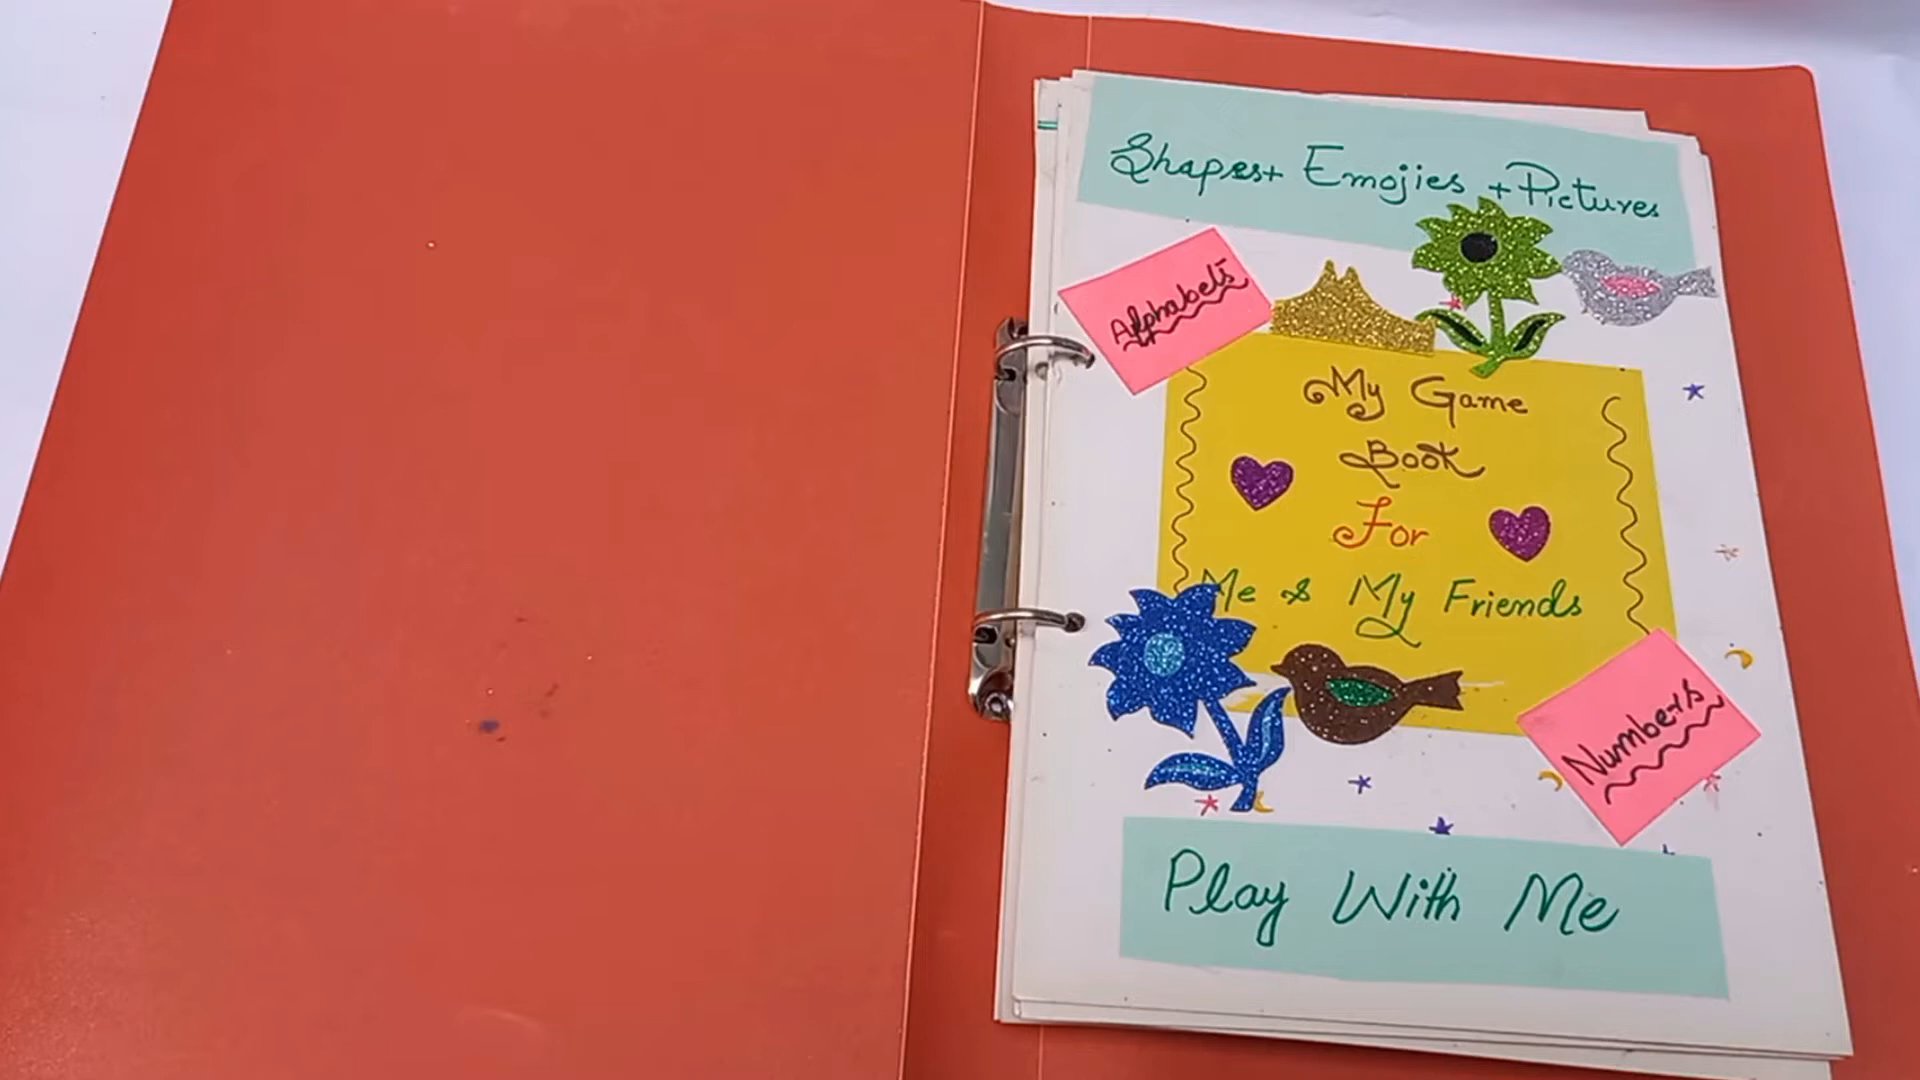 Shapes+ Emojies + Pictures
Alphabets
My Game
Book
For
Me & My Friends
Numbers
Play With Me